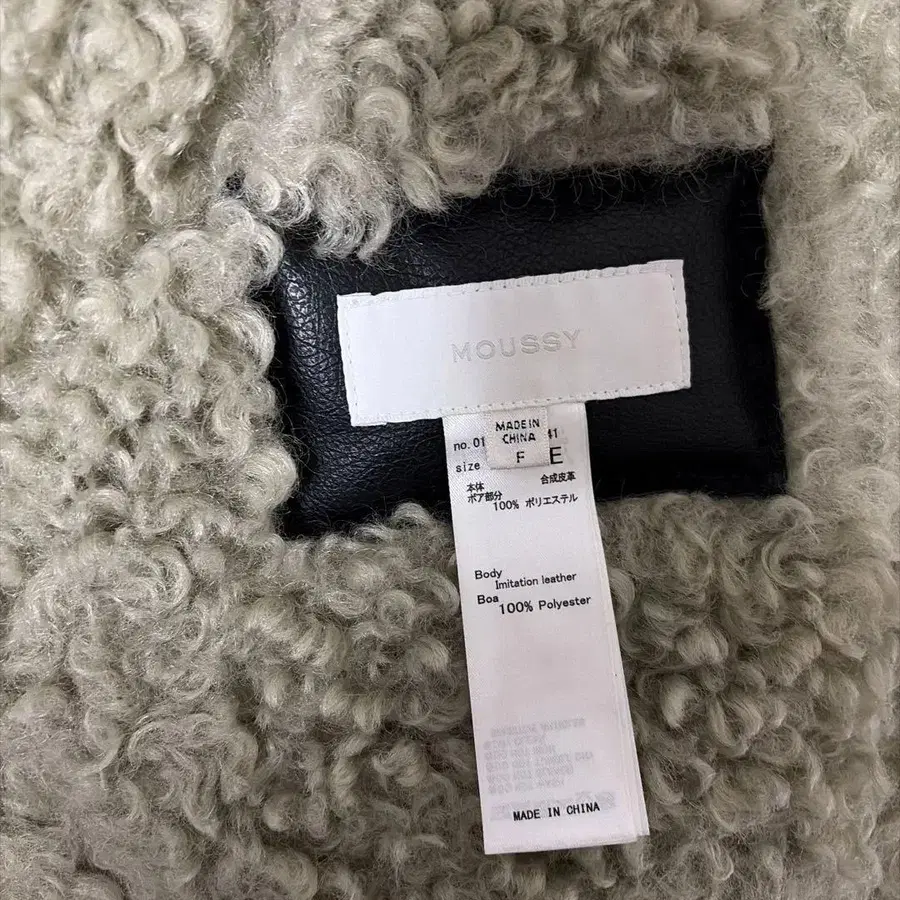 MOUSSY
MADE IN
CHINA
F
no. 01 41
size E
本体 合成皮革
ボア部分
100% ポリエステル
Body
Imitation leather
Boa
100% Polyester
MADE IN CHINA